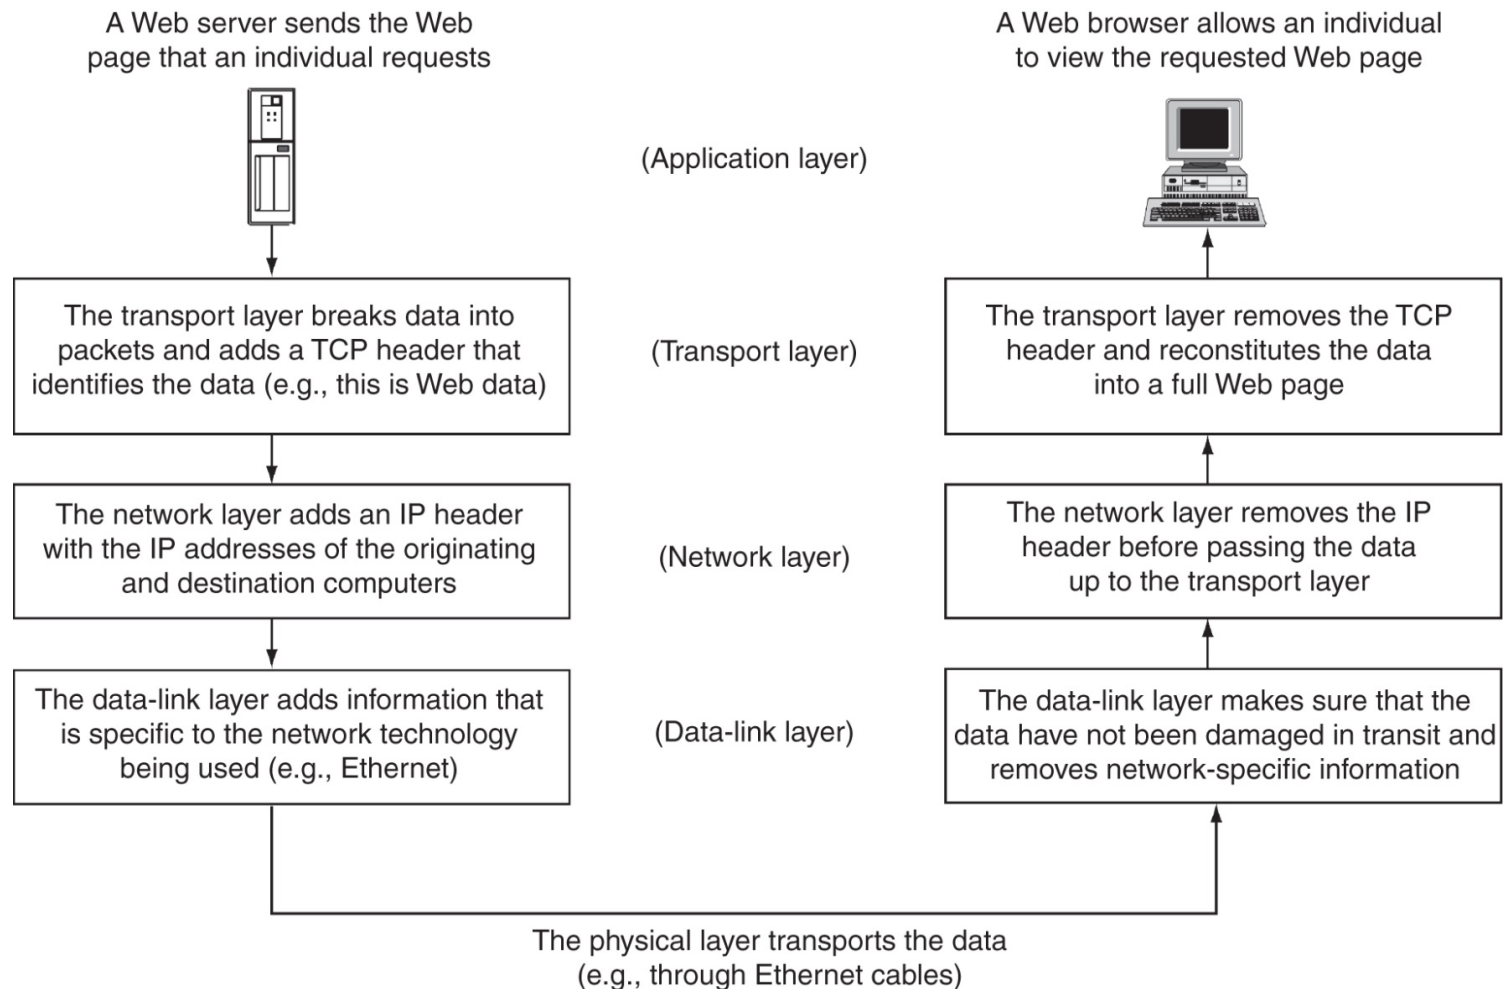 A Web server sends the Web
page that an individual requests
A Web browser allows an individual
to view the requested Web page
(Application layer)
The transport layer breaks data into
packets and adds a TCP header that
identifies the data (e.g., this is Web data)
(Transport layer)
The transport layer removes the TCP
header and reconstitutes the data
into a full Web page
The network layer adds an IP header
with the IP addresses of the originating
and destination computers
(Network layer)
The network layer removes the IP
header before passing the data
up to the transport layer
The data-link layer adds information that
is specific to the network technology
being used (e.g., Ethernet)
(Data-link layer)
The data-link layer makes sure that the
data have not been damaged in transit and
removes network-specific information
The physical layer transports the data
(e.g., through Ethernet cables)